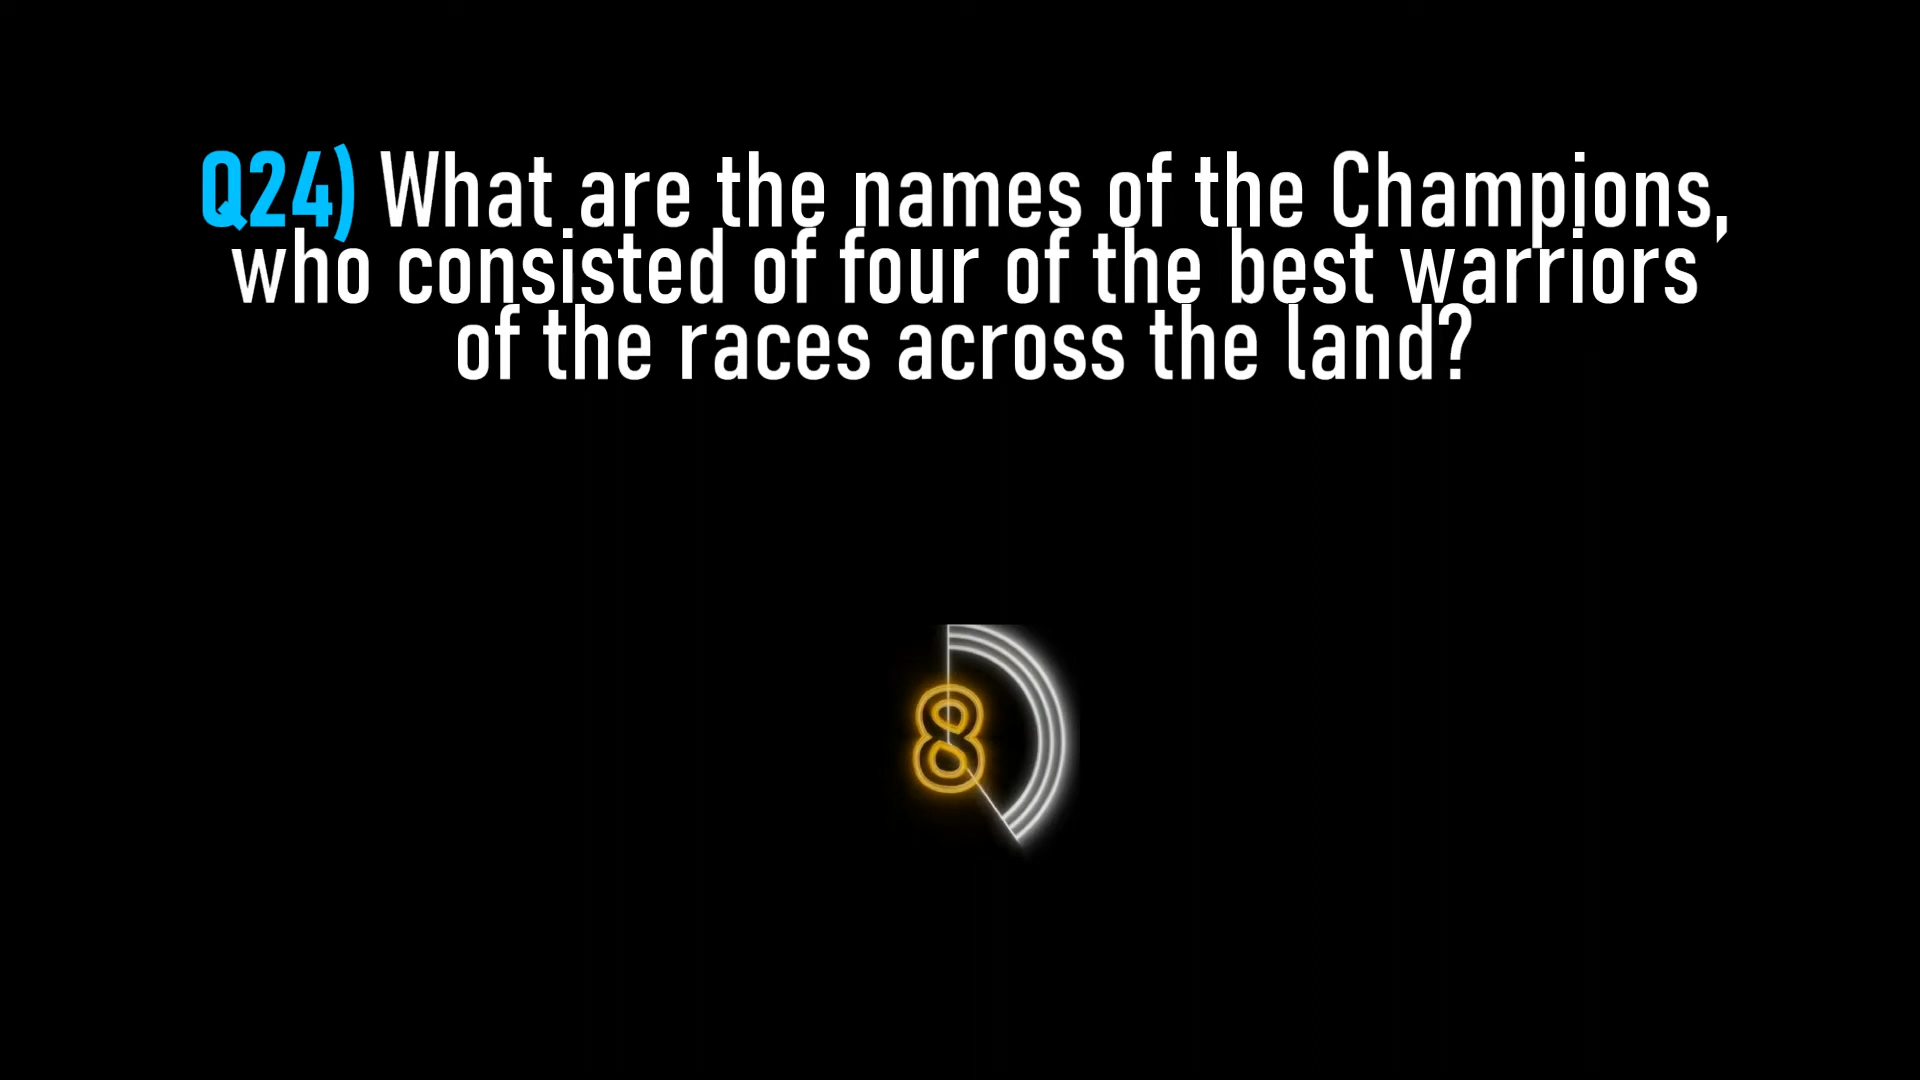 Q24) What are the names of the Champions,
who consisted of four of the best warriors
of the races across the land?
8